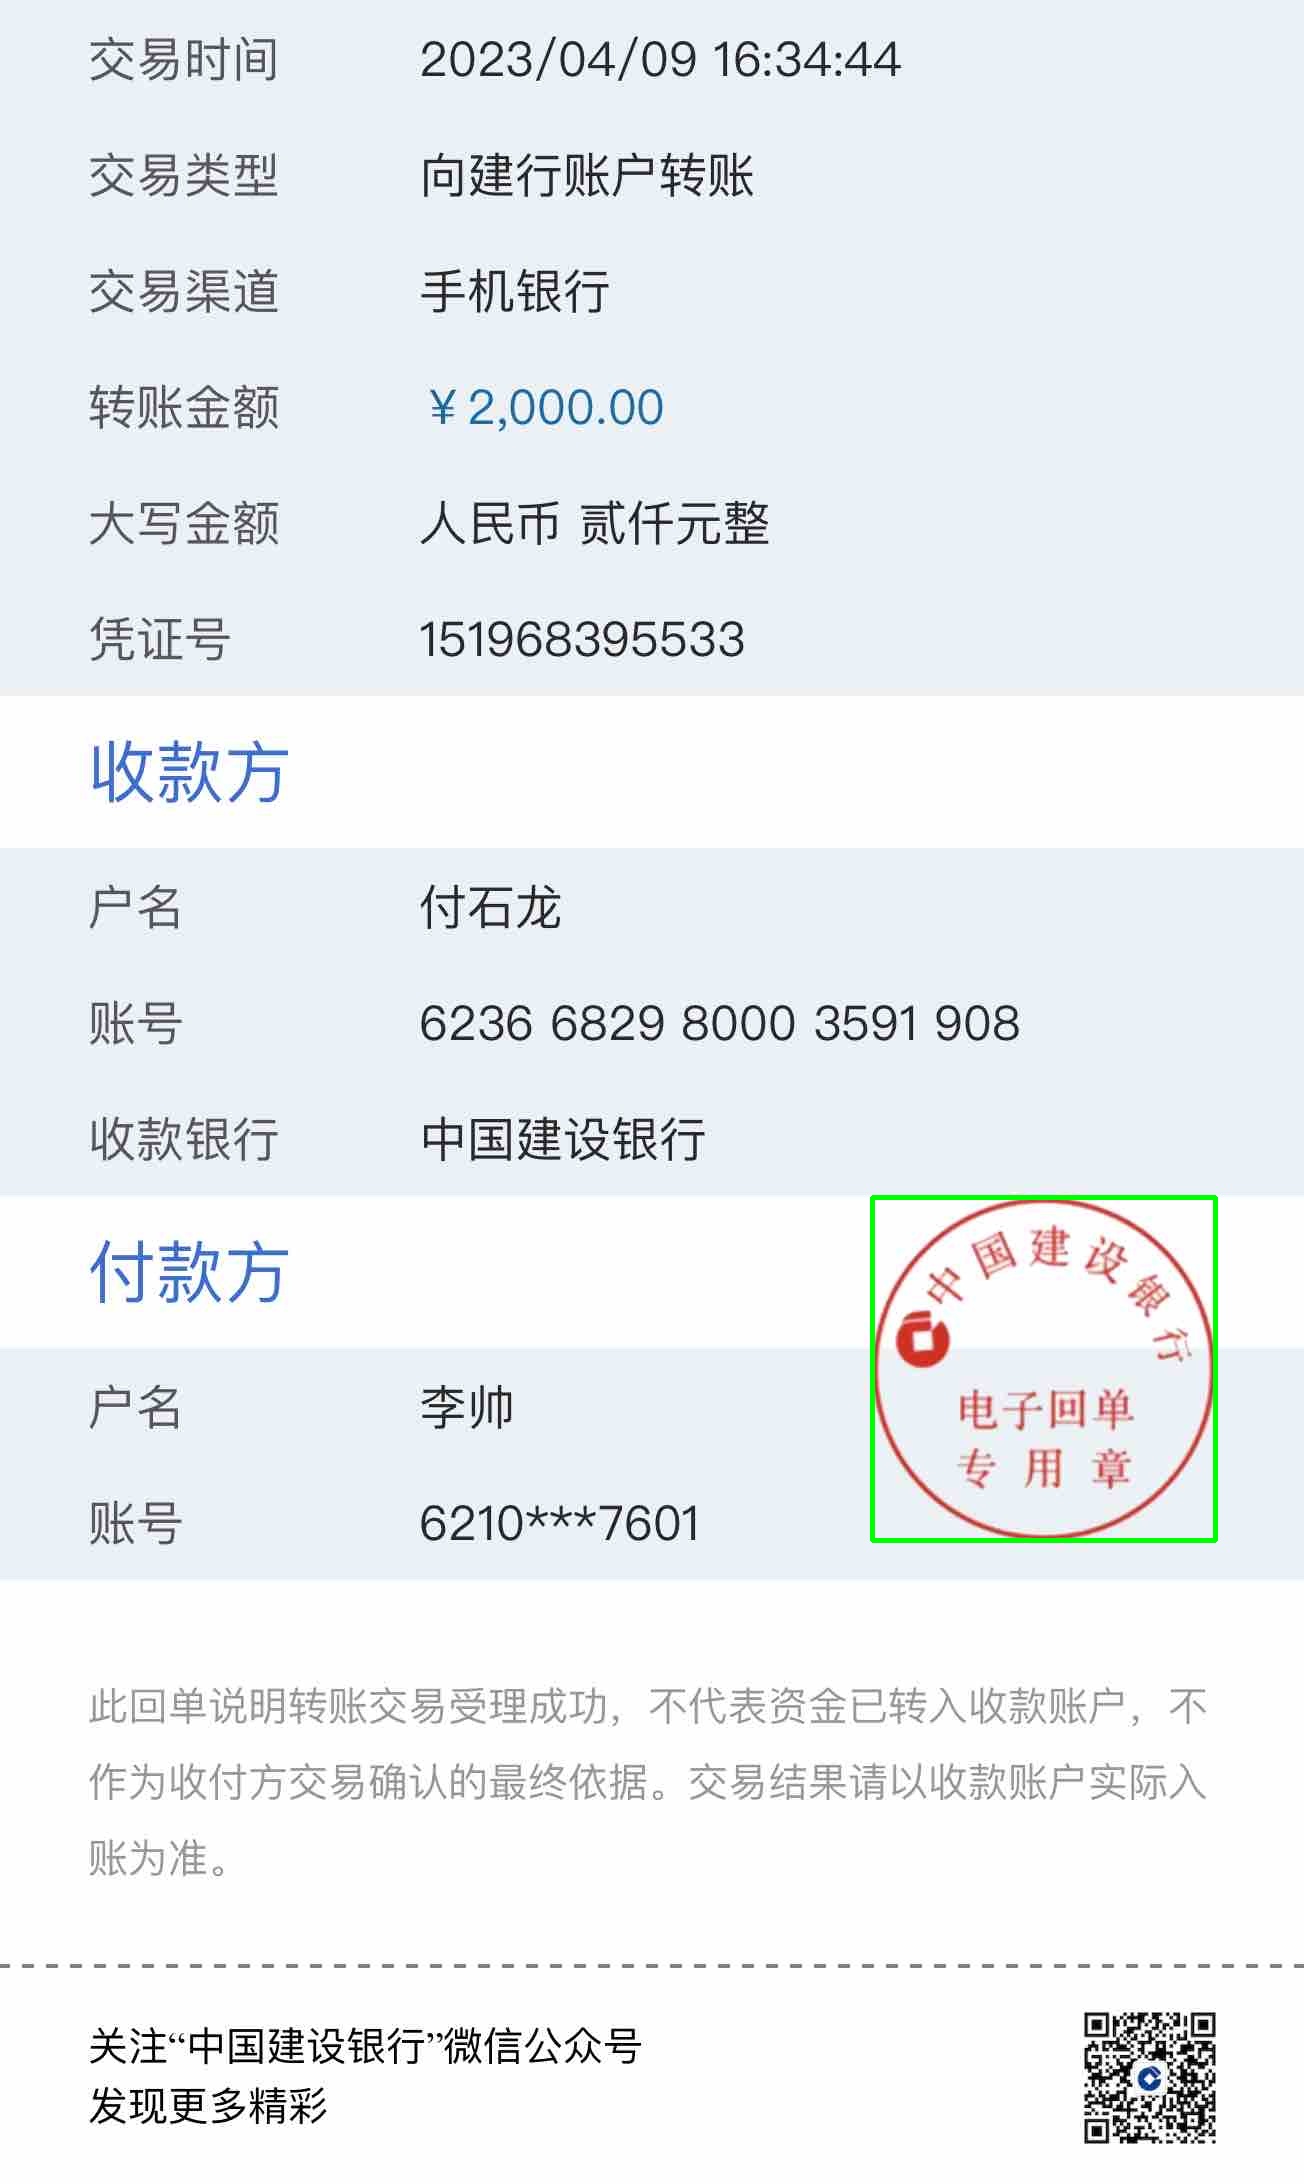 交易时间 2023/04/09 16:34:44
交易类型 向建行账户转账
交易渠道 手机银行
转账金额 ¥2,000.00
大写金额 人民币 贰仟元整
凭证号 151968395533
收款方
户名 付石龙
账号 6236 6829 8000 3591 908
收款银行 中国建设银行
付款方
中国建设银行
电子回单
专用章
户名 李帅
账号 6210***7601
此回单说明转账交易受理成功，不代表资金已转入收款账户，不
作为收付方交易确认的最终依据。交易结果请以收款账户实际入
账为准。
关注“中国建设银行”微信公众号
发现更多精彩